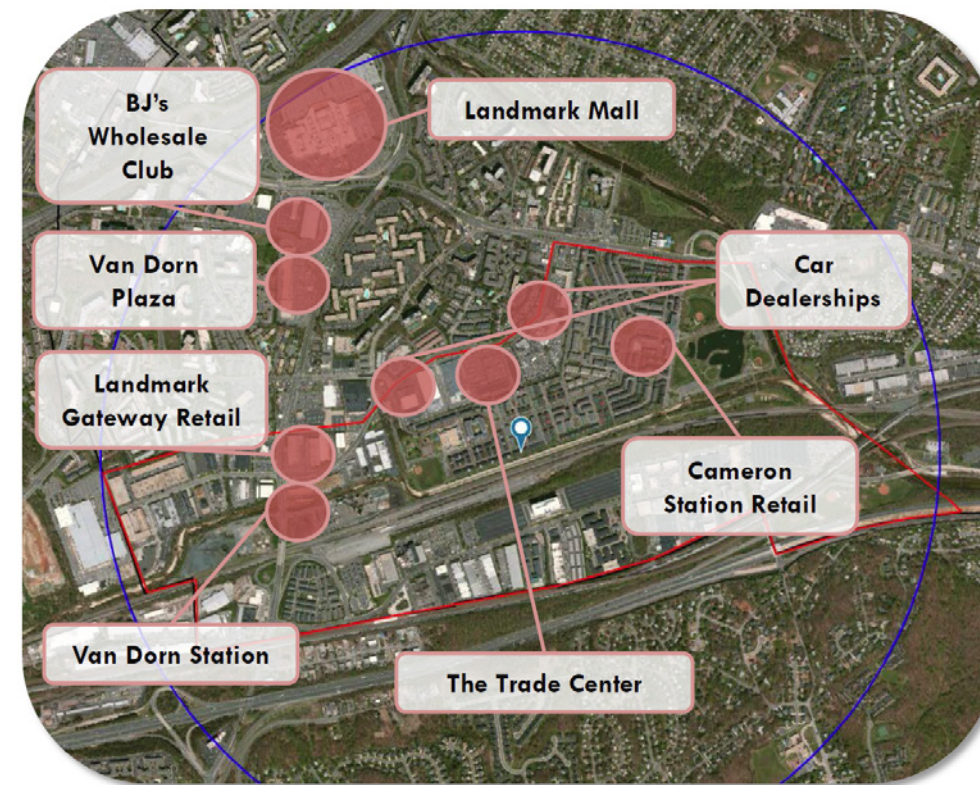 BJ's
Wholesale
Club
Landmark Mall
Van Dorn
Plaza
Car
Dealerships
Landmark
Gateway Retail
Cameron
Station Retail
Van Dorn Station
The Trade Center